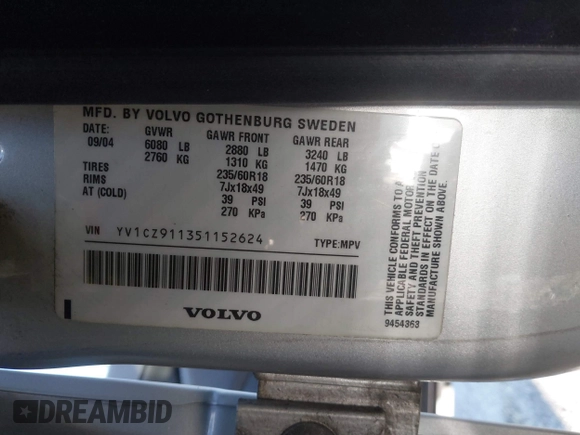 MFD. BY VOLVO GOTHENBURG SWEDEN
DATE: GVWR GAWR FRONT GAWR REAR
09/04 6080 LB 2880 LB 3240 LB
2760 KG 1310 KG 1470 KG
TIRES 235/60R18 235/60R18
RIMS 7Jx18x49 7Jx18x49
AT (COLD) 39 PSI 39 PSI
270 KPa 270 KPa
VIN YV1CZ911351152624 TYPE:MPV
VOLVO
THIS VEHICLE CONFORMS TO A
APPLICABLE FEDERAL MOTOR
SAFETY AND THEFT PREVENTION
STANDARDS IN EFFECT ON THE DATE O
MANUFACTURE SHOWN ABOVE.
9454363
DREAMBID